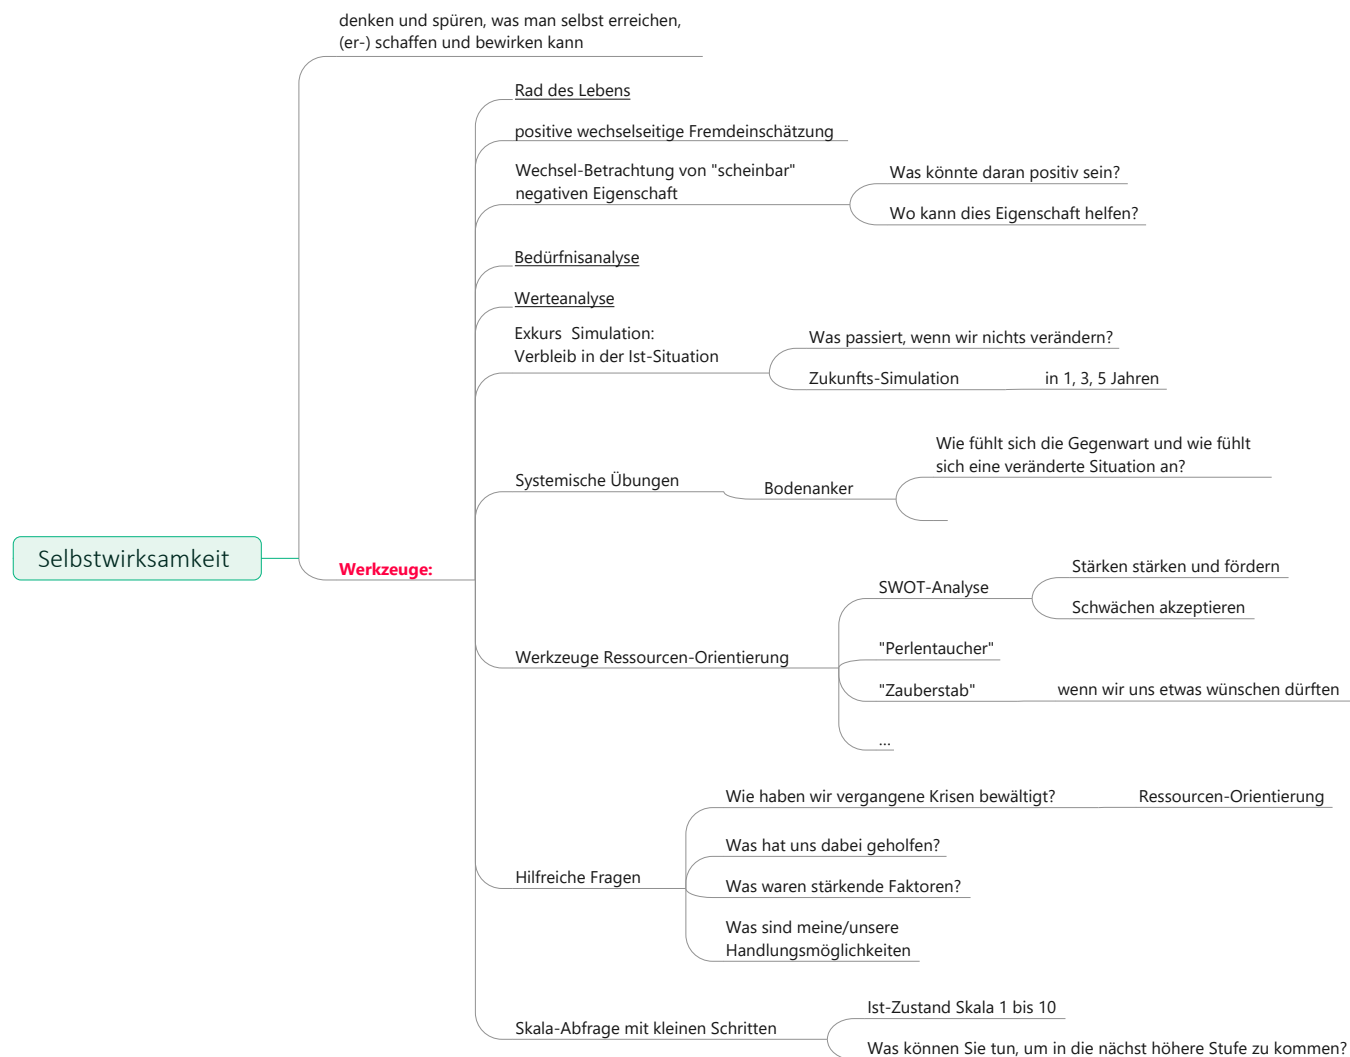 denken und spüren, was man selbst erreichen,
(er-) schaffen und bewirken kann
Rad des Lebens
positive wechselseitige Fremdeinschätzung
Wechsel-Betrachtung von "scheinbar"
negativen Eigenschaft
Was könnte daran positiv sein?
Wo kann dies Eigenschaft helfen?
Bedürfnisanalyse
Werteanalyse
Exkurs  Simulation:
Verbleib in der Ist-Situation
Was passiert, wenn wir nichts verändern?
Zukunfts-Simulation
in 1, 3, 5 Jahren
Systemische Übungen
Bodenanker
Wie fühlt sich die Gegenwart und wie fühlt
sich eine veränderte Situation an?
Selbstwirksamkeit
Werkzeuge:
Werkzeuge Ressourcen-Orientierung
SWOT-Analyse
Stärken stärken und fördern
Schwächen akzeptieren
"Perlentaucher"
"Zauberstab"
wenn wir uns etwas wünschen dürften
...
Hilfreiche Fragen
Wie haben wir vergangene Krisen bewältigt?
Ressourcen-Orientierung
Was hat uns dabei geholfen?
Was waren stärkende Faktoren?
Was sind meine/unsere
Handlungsmöglichkeiten
Skala-Abfrage mit kleinen Schritten
Ist-Zustand Skala 1 bis 10
Was können Sie tun, um in die nächst höhere Stufe zu kommen?